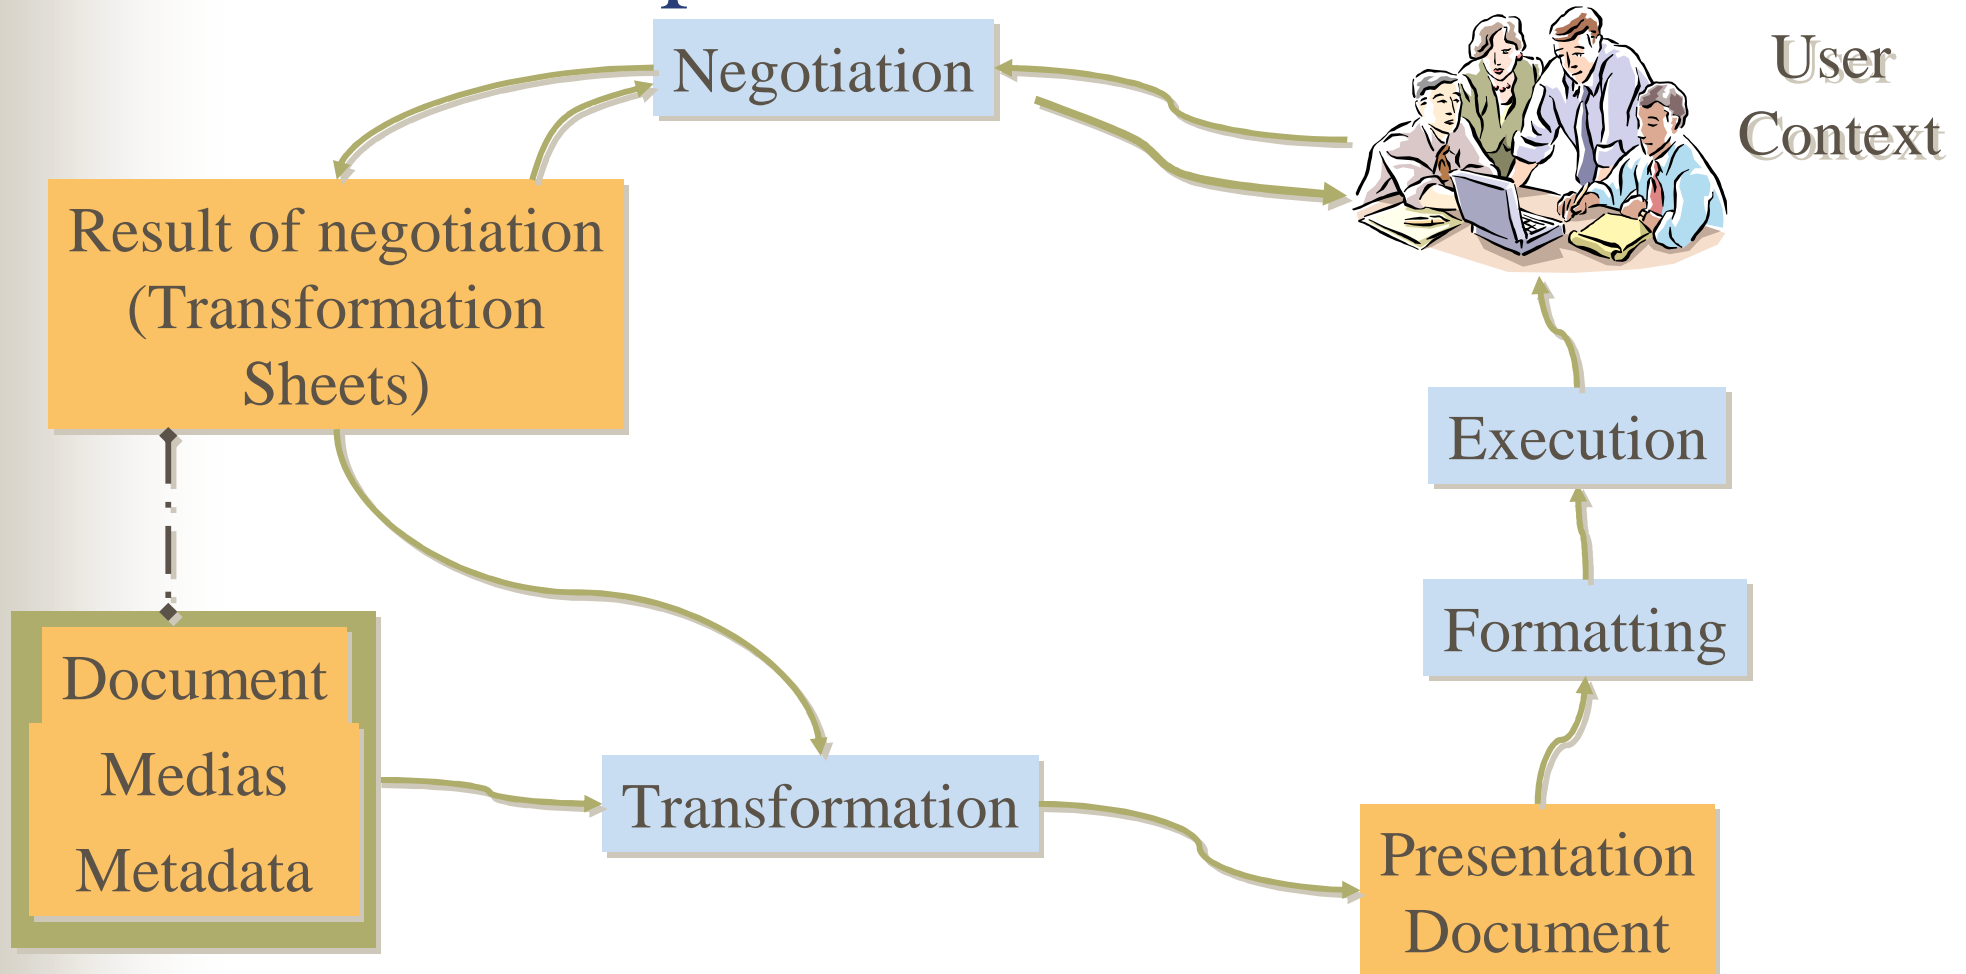 Negotiation
User
Context
Result of negotiation
(Transformation
Sheets)
Execution
Formatting
Document
Medias
Metadata
Transformation
Presentation
Document